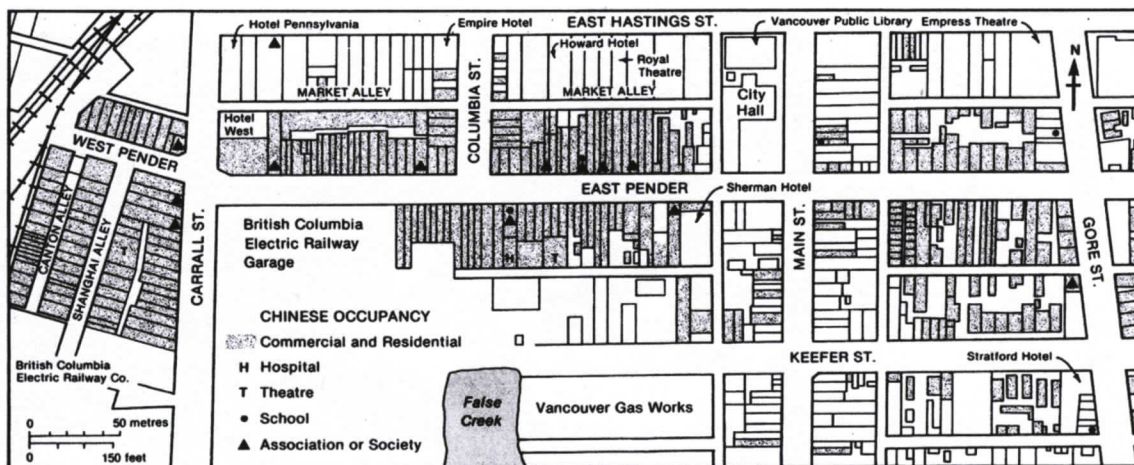 Hotel Pennsylvania
Empire Hotel
EAST HASTINGS ST.
Vancouver Public Library
Empress Theatre
Howard Hotel
Royal
Theatre
N
MARKET ALLEY
MARKET ALLEY
City
Hall
COLUMBIA ST.
Hotel
West
WEST PENDER
EAST PENDER
Sherman Hotel
CANTON ALLEY
SHANGHAI ALLEY
T
CARRALL ST.
British Columbia
Electric Railway
Garage
H
T
MAIN ST.
GORE ST.
CHINESE OCCUPANCY
Commercial and Residential
H Hospital
T Theatre
School
Association or Society
KEEFER ST.
Stratford Hotel
British Columbia
Electric Railway Co.
0 50 metres
0 150 feet
False
Creek
Vancouver Gas Works